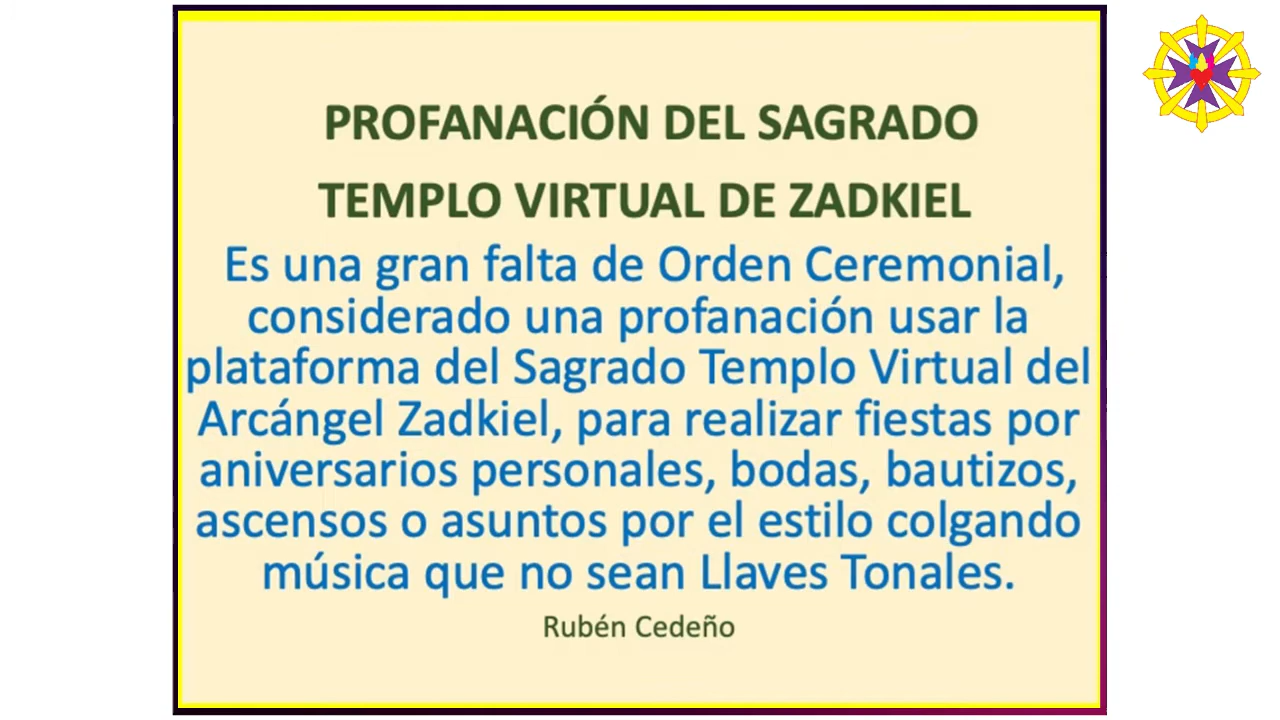 PROFANACIÓN DEL SAGRADO
TEMPLO VIRTUAL DE ZADKIEL
Es una gran falta de Orden Ceremonial,
considerado una profanación usar la
plataforma del Sagrado Templo Virtual del
Arcángel Zadkiel, para realizar fiestas por
aniversarios personales, bodas, bautizos,
ascensos o asuntos por el estilo colgando
música que no sean Llaves Tonales.
Rubén Cedeño